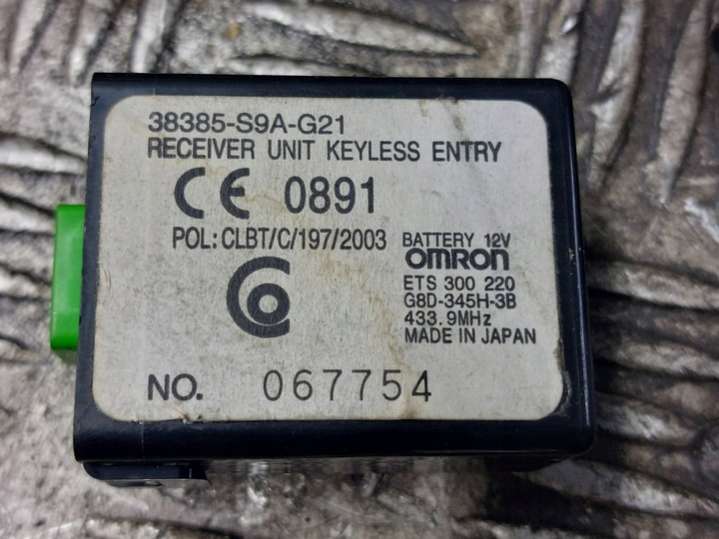 38385-S9A-G21
RECEIVER UNIT KEYLESS ENTRY
CE 0891
POL: CLBT/C/197/2003
BATTERY 12V
OMRON
ETS 300 220
G8D-345H-3B
433.9MHz
MADE IN JAPAN
NO. 067754